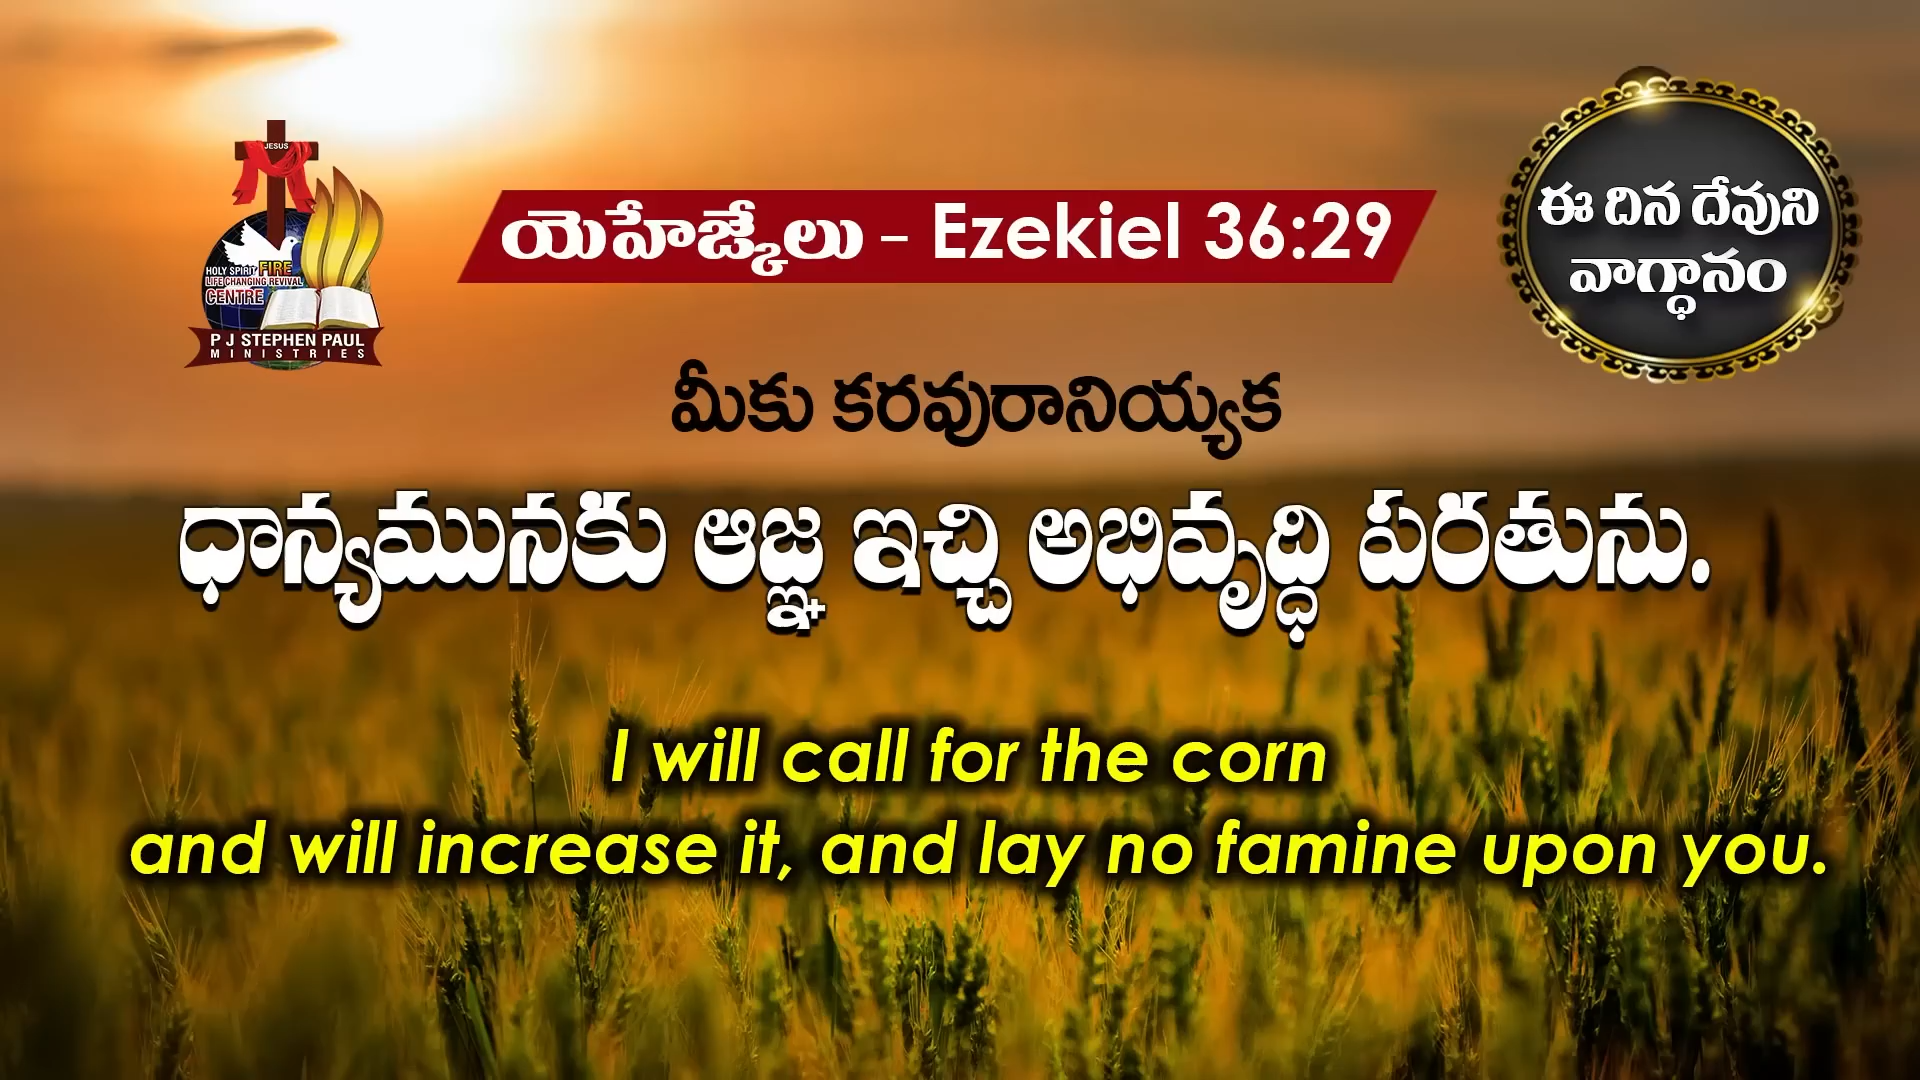 JESUS
HOLY SPIRIT FIRE
LIFE CHANGING REVIVAL
CENTRE
P J STEPHEN PAUL
MINISTRIES
యెహేజ్కేలు – Ezekiel 36:29
ఈ దిన దేవుని
వాగ్ధానం
మీకు కరవురానియ్యక
ధాన్యమునకు ఆజ్ఞ ఇచ్చి అభివృద్ధి పరతును.
I will call for the corn
and will increase it, and lay no famine upon you.